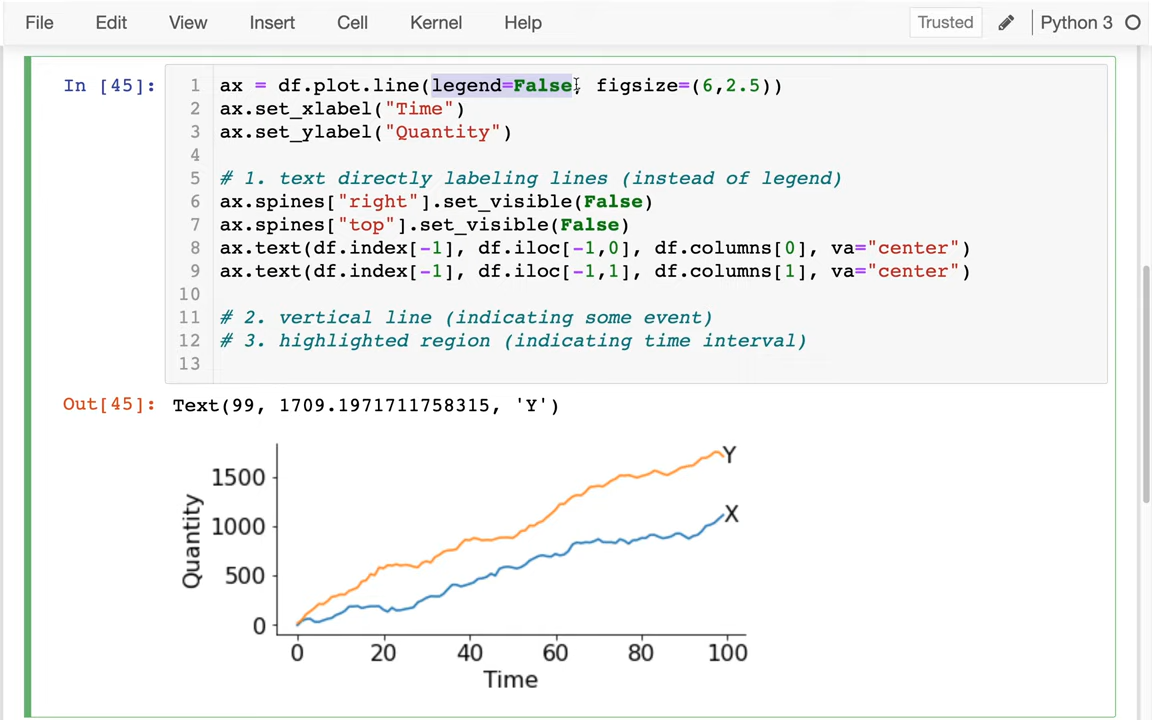 File Edit View Insert Cell Kernel Help Trusted Python 3
In [45]:
1 ax = df.plot.line(legend=False, figsize=(6,2.5))
2 ax.set_xlabel("Time")
3 ax.set_ylabel("Quantity")
4
5 # 1. text directly labeling lines (instead of legend)
6 ax.spines["right"].set_visible(False)
7 ax.spines["top"].set_visible(False)
8 ax.text(df.index[-1], df.iloc[-1,0], df.columns[0], va="center")
9 ax.text(df.index[-1], df.iloc[-1,1], df.columns[1], va="center")
10
11 # 2. vertical line (indicating some event)
12 # 3. highlighted region (indicating time interval)
13
Out[45]: Text(99, 1709.1971711758315, 'Y')
Y
1500
X
1000
Quantity
500
0
0 20 40 60 80 100
Time